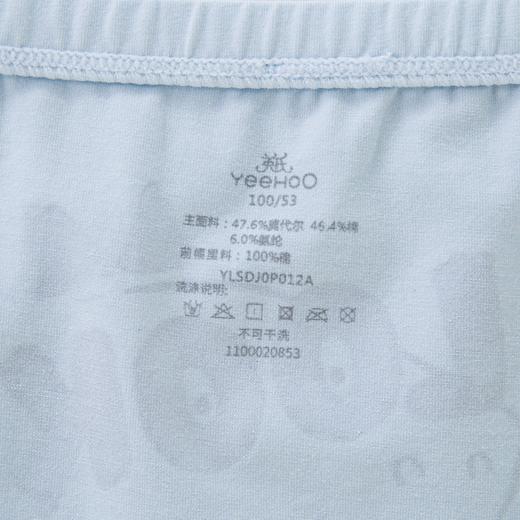 英氏
YeeHoO
100/53
主面料：47.6%莫代尔 46.4%棉
6.0%氨纶
前幅里料：100%棉
YLSDJ0P012A
洗涤说明:
不可干洗
1100020853